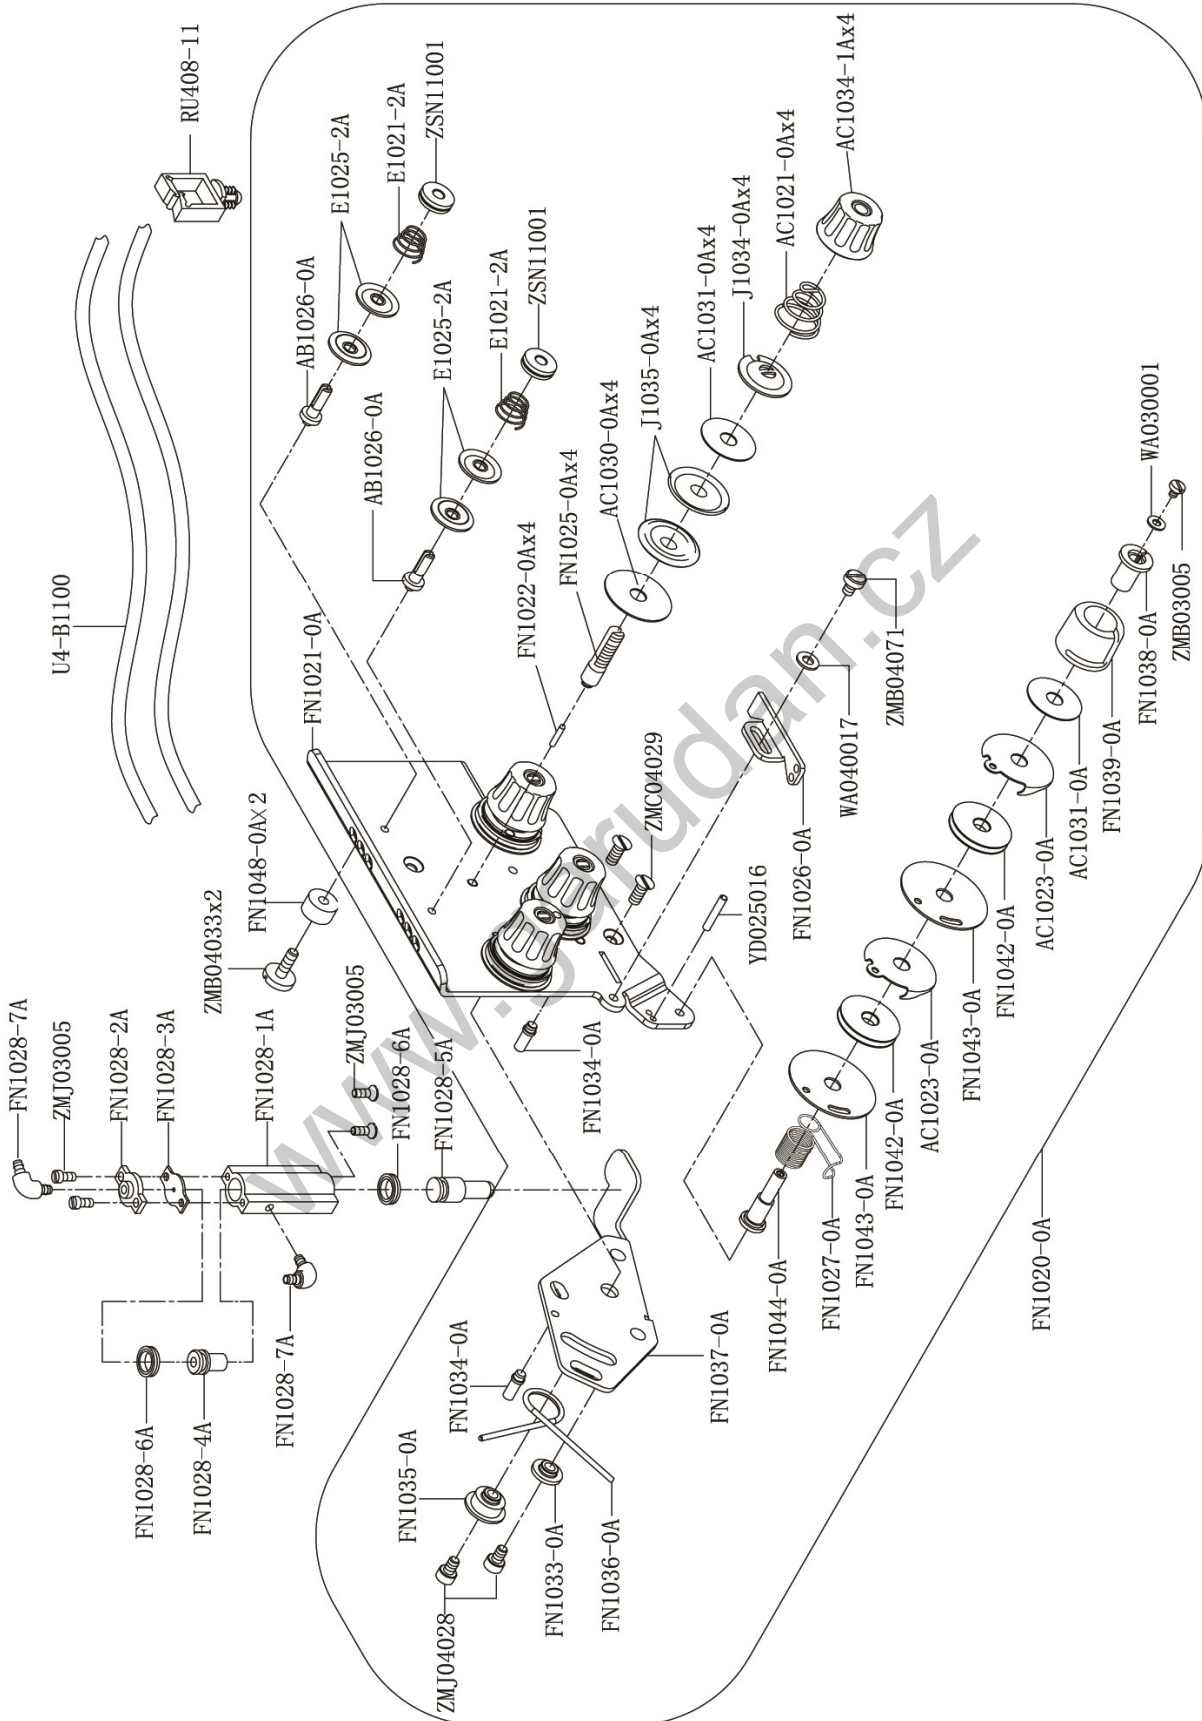 RU408-11
U4-B1100
E1025-2A
E1021-2A
ZSN11001
AB1026-0A
E1025-2A
E1021-2A
ZSN11001
AB1026-0A
AC1034-1Ax4
AC1021-0Ax4
J1034-0Ax4
AC1031-0Ax4
J1035-0Ax4
AC1030-0Ax4
FN1025-0Ax4
FN1022-0Ax4
FN1021-0A
FN1048-0A×2
ZMB04033x2
WA030001
ZMB03005
FN1038-0A
FN1039-0A
AC1031-0A
AC1023-0A
FN1042-0A
FN1043-0A
AC1023-0A
FN1042-0A
FN1043-0A
FN1027-0A
FN1044-0A
ZMB04071
WA040017
FN1026-0A
ZMC04029
YD025016
FN1034-0A
FN1020-0A
FN1028-7A
ZMJ03005
FN1028-2A
FN1028-3A
FN1028-1A
ZMJ03005
FN1028-6A
FN1028-5A
FN1028-7A
FN1028-6A
FN1028-4A
FN1034-0A
FN1035-0A
FN1037-0A
FN1033-0A
FN1036-0A
ZMJ04028
www.garudan.cz